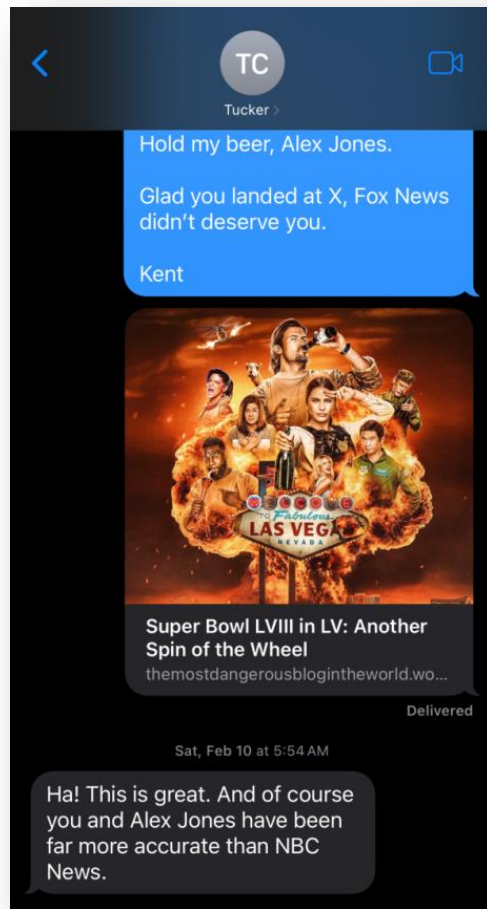 TC
Tucker
Hold my beer, Alex Jones.
Glad you landed at X, Fox News
didn’t deserve you.
Kent
WELCOME
TO Fabulous
LAS VEGA
NEVADA
Super Bowl LVIII in LV: Another
Spin of the Wheel
themostdangerousblogintheworld.wo...
Delivered
Sat, Feb 10 at 5:54 AM
Ha! This is great. And of course
you and Alex Jones have been
far more accurate than NBC
News.